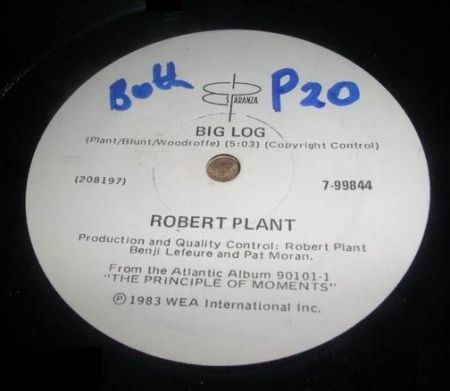 Both
P20
ES PARANZA
BIG LOG
(Plant/Blunt/Woodroffe) (5:03) (Copyright Control)
(208197)
7-99844
ROBERT PLANT
Production and Quality Control: Robert Plant
Benji Lefeure and Pat Moran.
From the Atlantic Album 90101-1
"THE PRINCIPLE OF MOMENTS"
Ⓟ 1983 WEA International Inc.